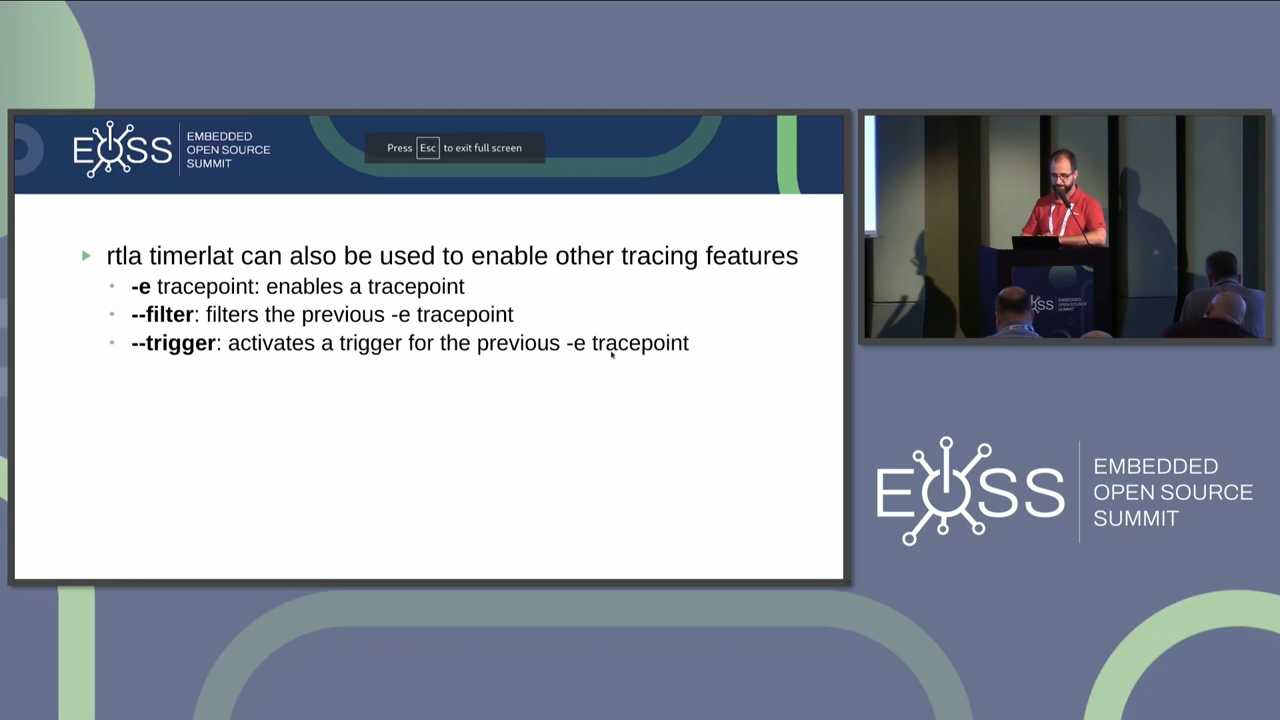 EOSS
EMBEDDED
OPEN SOURCE
SUMMIT
Press Esc to exit full screen
rtla timerlat can also be used to enable other tracing features
-e tracepoint: enables a tracepoint
--filter: filters the previous -e tracepoint
--trigger: activates a trigger for the previous -e tracepoint
EOSS
EOSS
EMBEDDED
OPEN SOURCE
SUMMIT